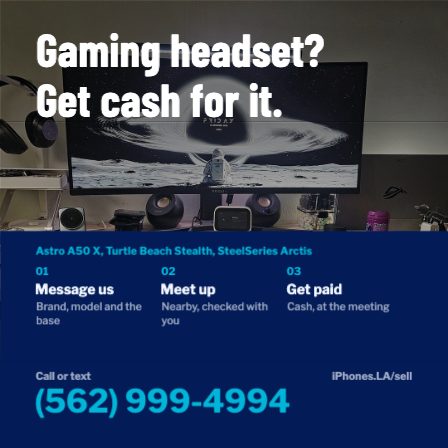 Gaming headset?
Get cash for it.
Astro A50 X, Turtle Beach Stealth, SteelSeries Arctis
01
Message us
Brand, model and the
base
02
Meet up
Nearby, checked with
you
03
Get paid
Cash, at the meeting
Call or text
iPhones.LA/sell
(562) 999-4994